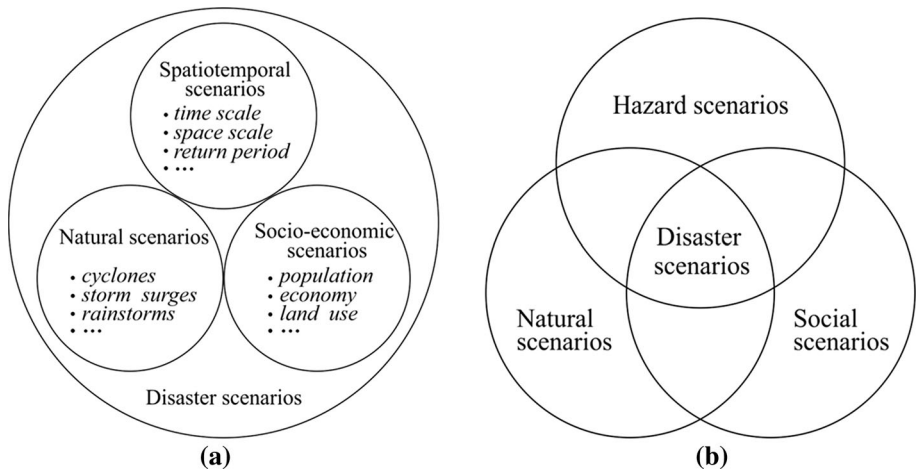 Spatiotemporal
scenarios
• time scale
• space scale
• return period
• ...
Natural scenarios
• cyclones
• storm surges
• rainstorms
• ...
Socio-economic
scenarios
• population
• economy
• land use
• ...
Disaster scenarios
(a)
Hazard scenarios
Disaster
scenarios
Natural
scenarios
Social
scenarios
(b)